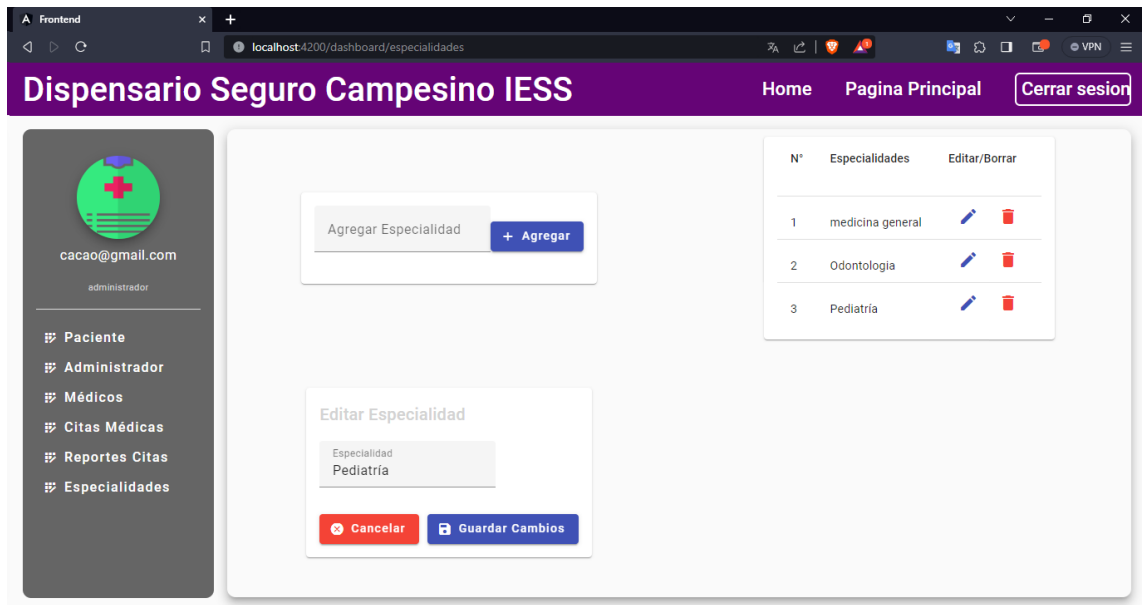 Frontend
localhost:4200/dashboard/especialidades
VPN
Dispensario Seguro Campesino IESS
Home
Pagina Principal
Cerrar sesion
cacao@gmail.com
administrador
Paciente
Administrador
Médicos
Citas Médicas
Reportes Citas
Especialidades
Agregar Especialidad
+ Agregar
N° Especialidades Editar/Borrar
1 medicina general
2 Odontologia
3 Pediatría
Editar Especialidad
Especialidad
Pediatría
Cancelar
Guardar Cambios